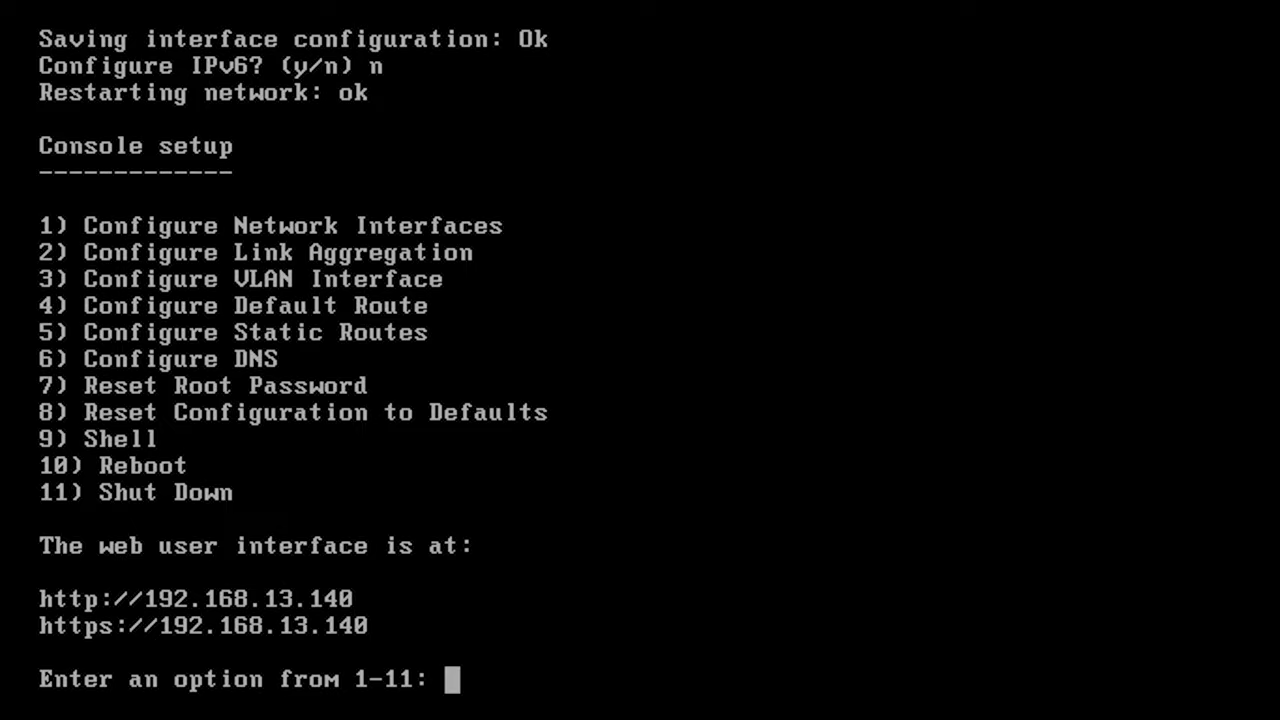 Saving interface configuration: Ok
Configure IPv6? (y/n) n
Restarting network: ok
Console setup
-------------
1) Configure Network Interfaces
2) Configure Link Aggregation
3) Configure VLAN Interface
4) Configure Default Route
5) Configure Static Routes
6) Configure DNS
7) Reset Root Password
8) Reset Configuration to Defaults
9) Shell
10) Reboot
11) Shut Down
The web user interface is at:
http://192.168.13.140
https://192.168.13.140
Enter an option from 1-11: